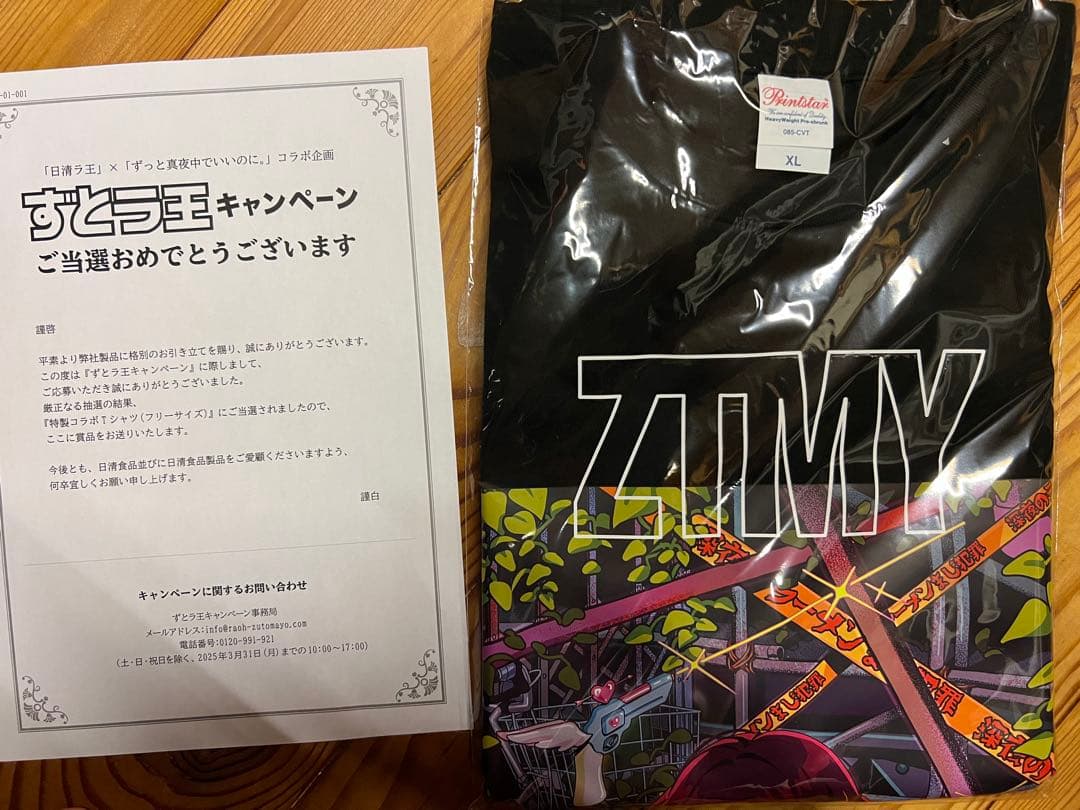 -01-001
「日清ラ王」×「ずっと真夜中でいいのに。」コラボ企画
ずとラ王キャンペーン
ご当選おめでとうございます
謹啓
平素より弊社製品に格別のお引き立てを賜り、誠にありがとうございます。
この度は『ずとラ王キャンペーン』に際しまして、
ご応募いただき誠にありがとうございました。
厳正なる抽選の結果、
『特製コラボTシャツ(フリーサイズ)』にご当選されましたので、
ここに賞品をお送りいたします。
今後とも、日清食品並びに日清食品製品をご愛顧くださいますよう、
何卒宜しくお願い申し上げます。
謹白
キャンペーンに関するお問い合わせ
ずとラ王キャンペーン事務局
メールアドレス:info@raoh-zutomayo.com
電話番号:0120-991-921
(土・日・祝日を除く、2025年3月31日(月)までの10:00～17:00)
Printstar
HeavyWeight Pre-shrunk
085-CVT
XL
ZTMY